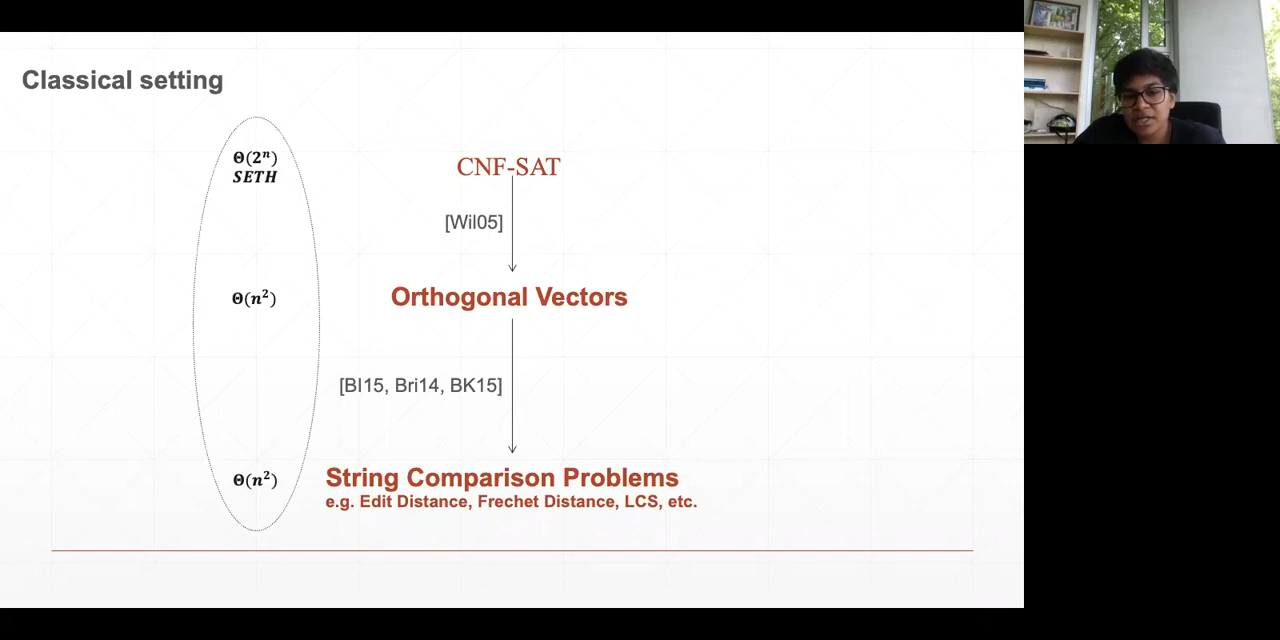 Classical setting
Θ(2ⁿ)
SETH
CNF-SAT
[Wil05]
Θ(n²)
Orthogonal Vectors
[BI15, Bri14, BK15]
Θ(n²)
String Comparison Problems
e.g. Edit Distance, Frechet Distance, LCS, etc.